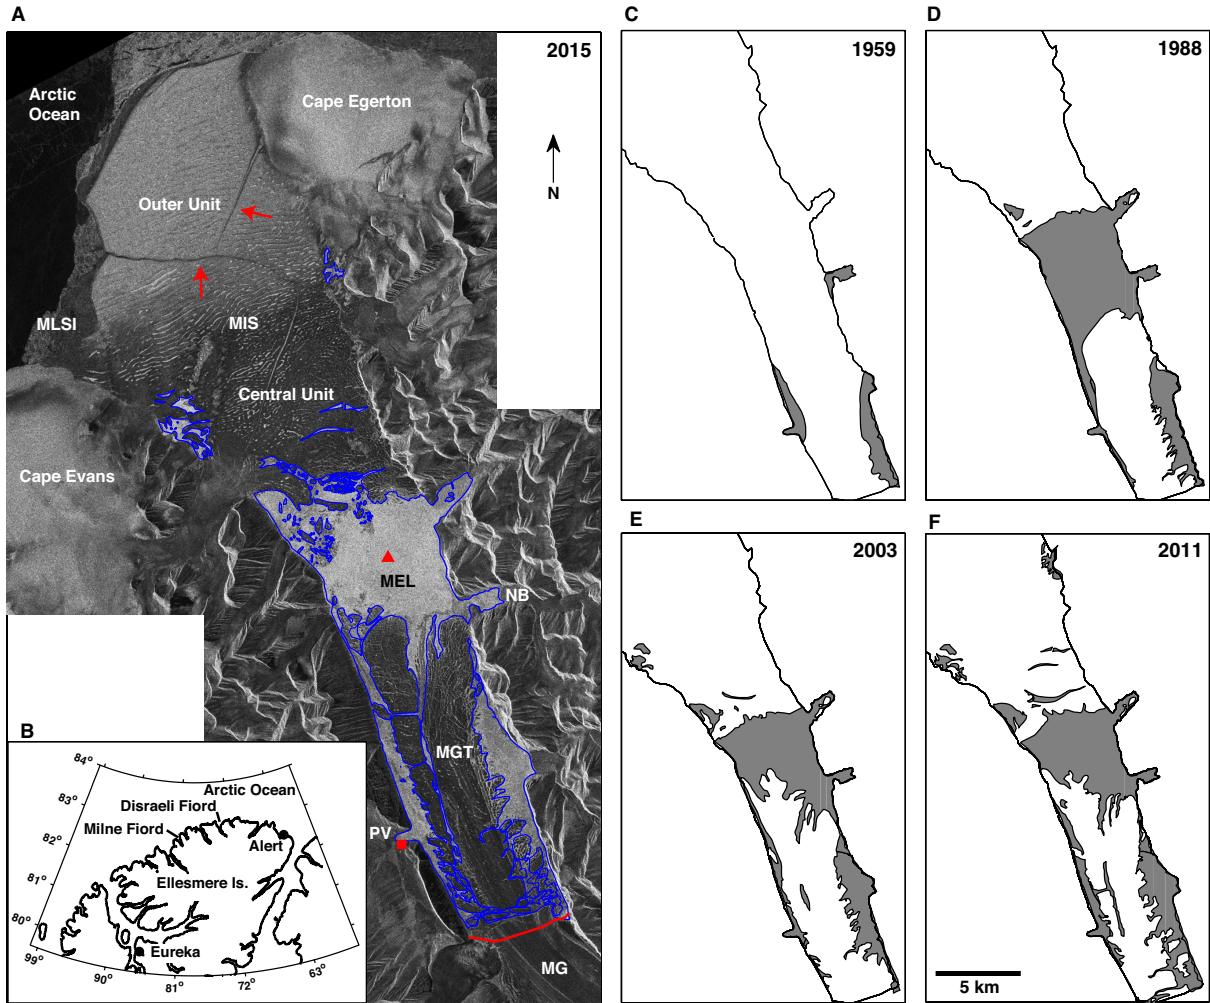 A
2015
Arctic
Ocean
Cape Egerton
N
Outer Unit
MLSI
MIS
Central Unit
Cape Evans
MEL
NB
MGT
PV
MG
B
84°
83°
82°
81°
80°
99°
90°
81°
72°
63°
Arctic Ocean
Disraeli Fiord
Milne Fiord
Alert
Ellesmere Is.
Eureka
C
1959
D
1988
E
2003
F
2011
5 km